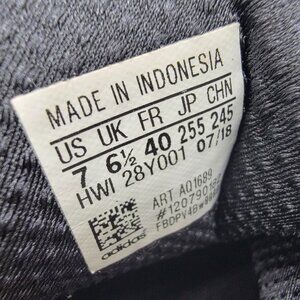 MADE IN INDONESIA
US UK FR JP CHN
7 6½ 40 255 245
HWI 28Y001 07/18
ART AQ1689
adidas